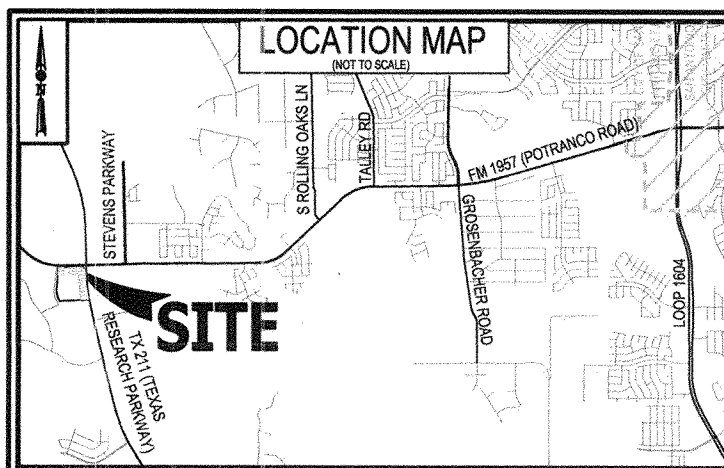 LOCATION MAP
(NOT TO SCALE)
STEVENS PARKWAY
S ROLLING OAKS LN
TALLEY RD
FM 1957 (POTRANCO ROAD)
GROSENBACHER ROAD
LOOP 1604
SITE
TX 211 (TEXAS
RESEARCH PARKWAY)